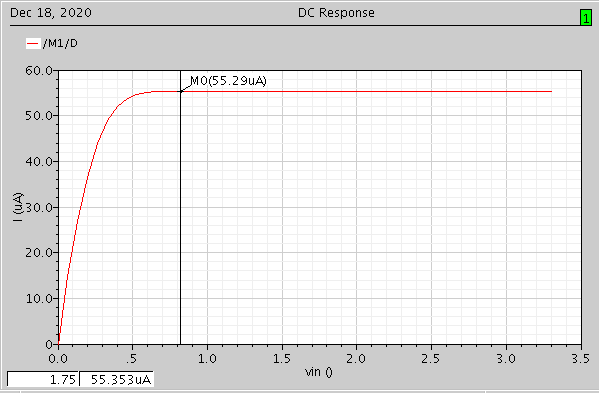 Dec 18, 2020 DC Response 1
/M1/D
M0(55.29uA)
60.0
50.0
40.0
30.0
20.0
10.0
0
I (uA)
0.0 .5 1.0 1.5 2.0 2.5 3.0 3.5
vin ()
1.75 55.353uA